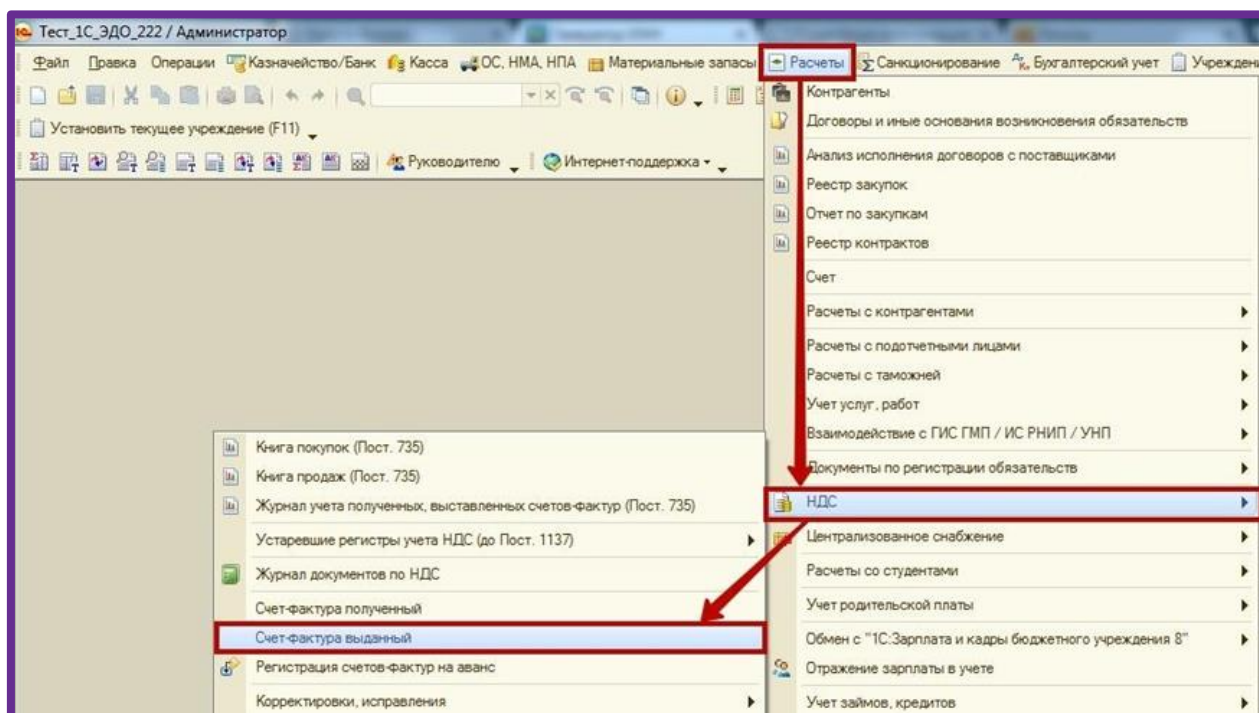 Тест_1С_ЭДО_222 / Администратор
Файл Правка Операции Казначейство/Банк Касса ОС, НМА, НПА Материальные запасы Расчеты Санкционирование Бухгалтерский учет
Установить текущее учреждение (F11)
Руководителю Интернет-поддержка
Контрагенты
Договоры и иные основания возникновения обязательств
Анализ исполнения договоров с поставщиками
Реестр закупок
Отчет по закупкам
Реестр контрактов
Счет
Расчеты с контрагентами
Расчеты с подотчетными лицами
Расчеты с таможней
Учет услуг, работ
Взаимодействие с ГИС ГМП / ИС РНИП / УНП
Документы по регистрации обязательств
НДС
Централизованное снабжение
Расчеты со студентами
Учет родительской платы
Обмен с "1С:Зарплата и кадры бюджетного учреждения 8"
Отражение зарплаты в учете
Учет займов, кредитов
Книга покупок (Пост. 735)
Книга продаж (Пост. 735)
Журнал учета полученных, выставленных счетов-фактур (Пост. 735)
Устаревшие регистры учета НДС (до Пост. 1137)
Журнал документов по НДС
Счет-фактура полученный
Счет-фактура выданный
Регистрация счетов-фактур на аванс
Корректировки, исправления